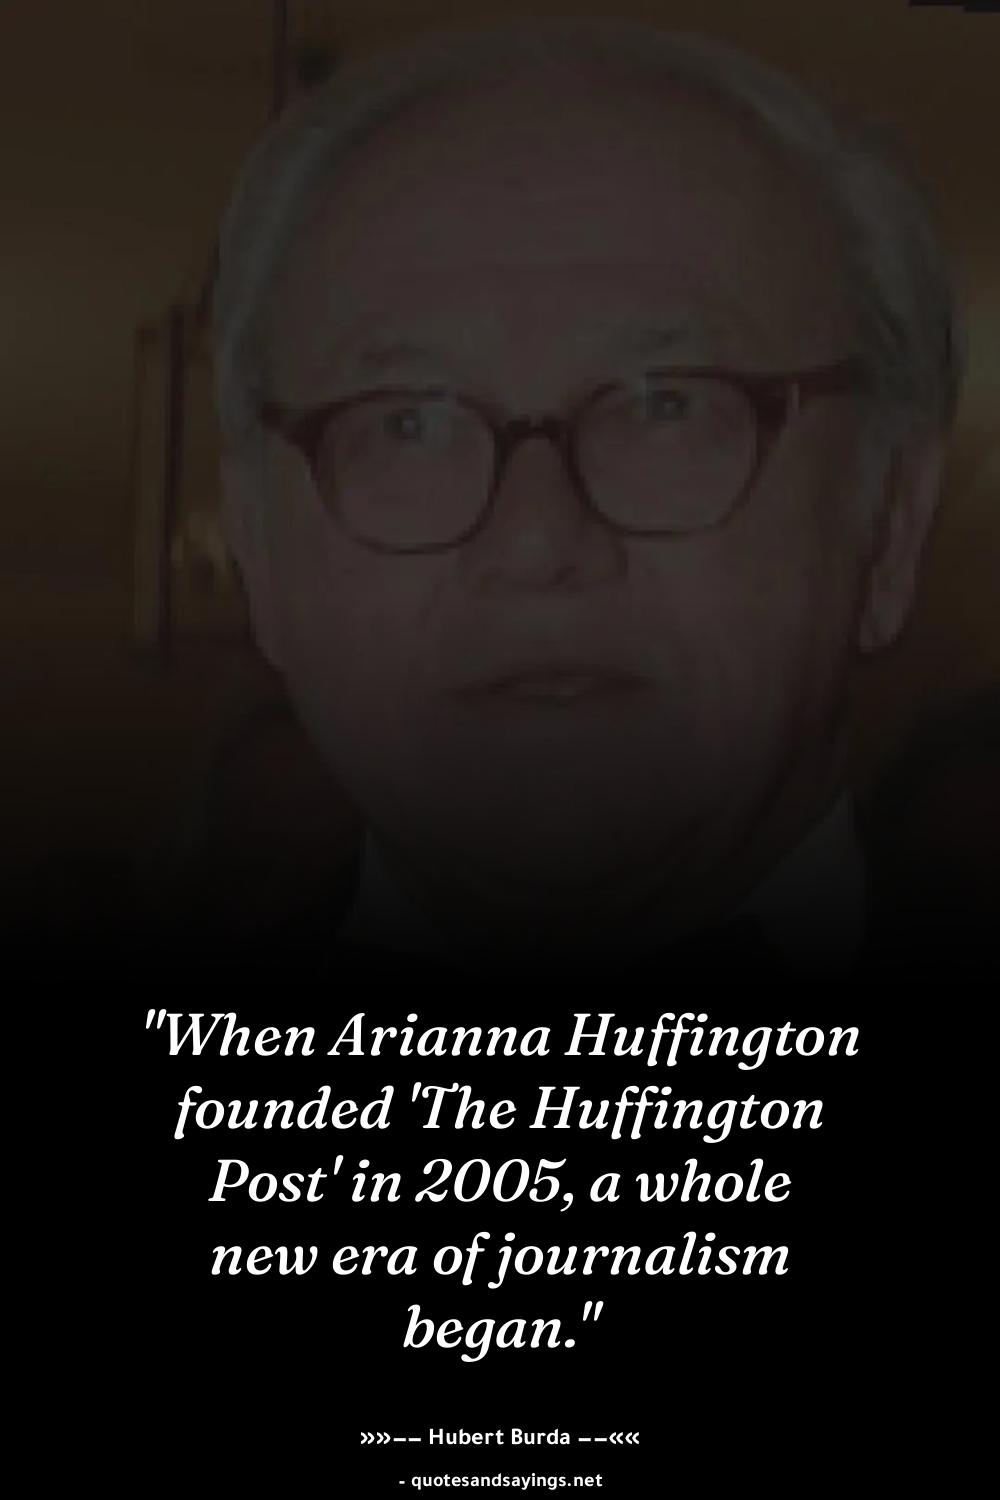 "When Arianna Huffington
founded 'The Huffington
Post' in 2005, a whole
new era of journalism
began."
»»−− Hubert Burda −−««
- quotesandsayings.net